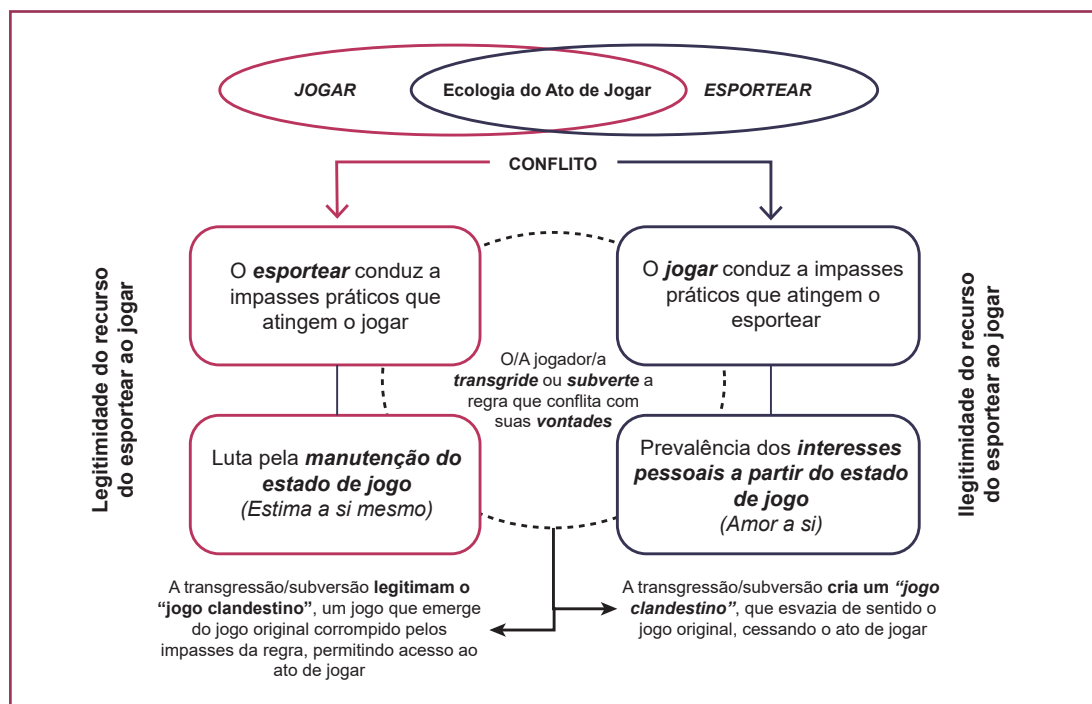 JOGAR
Ecologia do Ato de Jogar
ESPORTEAR
CONFLITO
Legitimidade do recurso
do esportear ao jogar
O esportear conduz a
impasses práticos que
atingem o jogar
O jogar conduz a impasses
práticos que atingem o
esportear
Ilegitimidade do recurso
do esportear ao jogar
O/A jogador/a
transgride ou subverte a
regra que conflita com
suas vontades
Luta pela manutenção do
estado de jogo
(Estima a si mesmo)
Prevalência dos interesses
pessoais a partir do estado
de jogo
(Amor a si)
A transgressão/subversão legitimam o
“jogo clandestino”, um jogo que emerge
do jogo original corrompido pelos
impasses da regra, permitindo acesso ao
ato de jogar
A transgressão/subversão cria um “jogo
clandestino”, que esvazia de sentido o
jogo original, cessando o ato de jogar